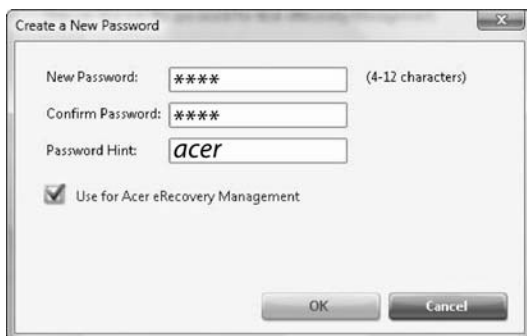 Create a New Password
New Password: **** (4-12 characters)
Confirm Password: ****
Password Hint: acer
Use for Acer eRecovery Management
OK Cancel